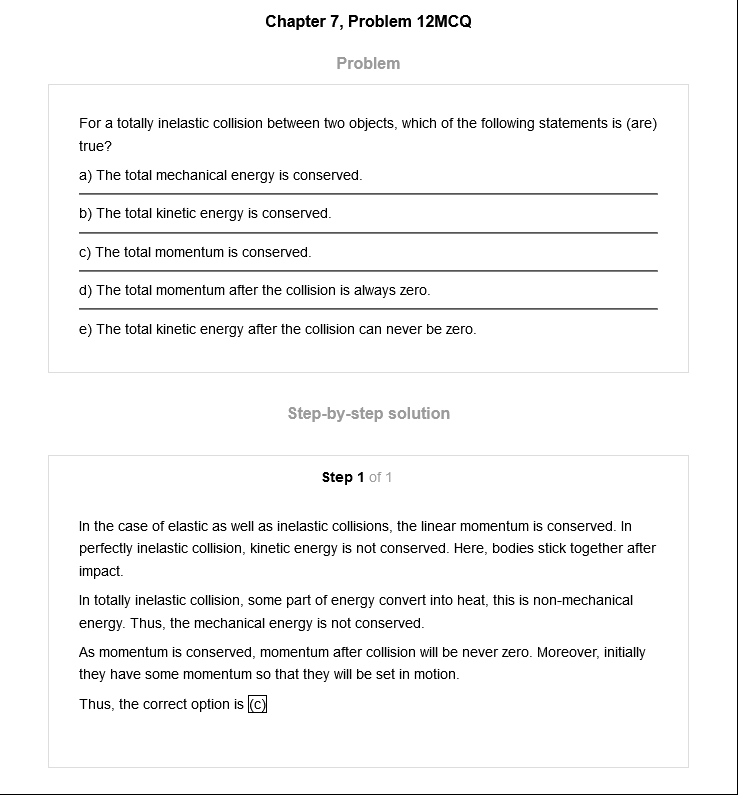 Chapter 7, Problem 12MCQ
Problem
For a totally inelastic collision between two objects, which of the following statements is (are)
true?
a) The total mechanical energy is conserved.
b) The total kinetic energy is conserved.
c) The total momentum is conserved.
d) The total momentum after the collision is always zero.
e) The total kinetic energy after the collision can never be zero.
Step-by-step solution
Step 1 of 1
In the case of elastic as well as inelastic collisions, the linear momentum is conserved. In
perfectly inelastic collision, kinetic energy is not conserved. Here, bodies stick together after
impact.
In totally inelastic collision, some part of energy convert into heat, this is non-mechanical
energy. Thus, the mechanical energy is not conserved.
As momentum is conserved, momentum after collision will be never zero. Moreover, initially
they have some momentum so that they will be set in motion.
Thus, the correct option is (c)